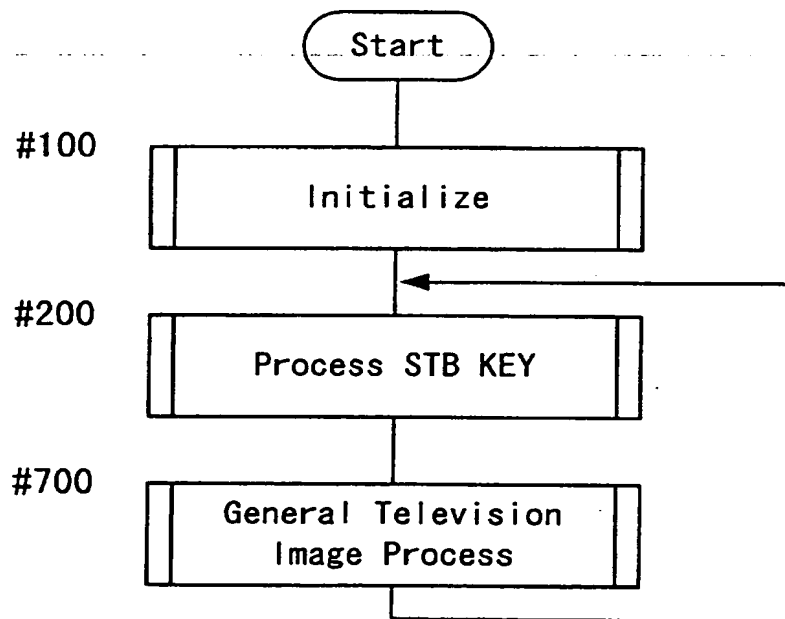 Start
#100
Initialize
#200
Process STB KEY
#700
General Television
Image Process